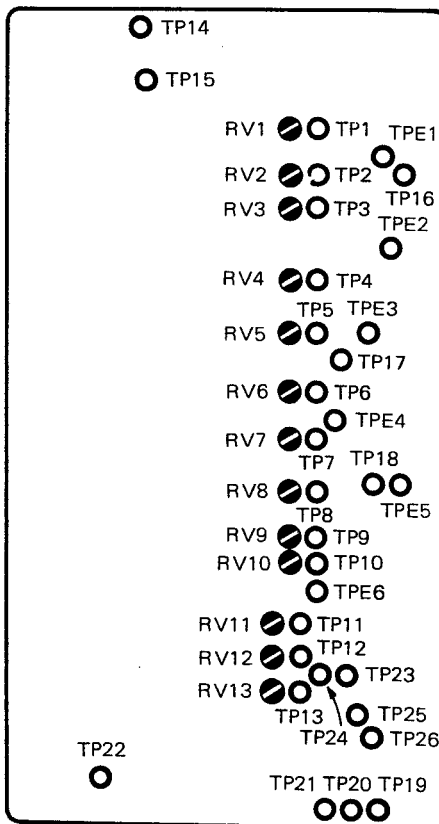 TP14
TP15
RV1 TP1 TPE1
RV2 TP2 TP16
RV3 TP3 TPE2
RV4 TP4
TP5 TPE3
RV5 TP17
RV6 TP6
TPE4
RV7 TP7
TP18
RV8 TPE5
TP8
RV9 TP9
RV10 TP10
TPE6
RV11 TP11
TP12
RV12 TP23
RV13 TP13
TP25
TP24 TP26
TP22
TP21 TP20 TP19